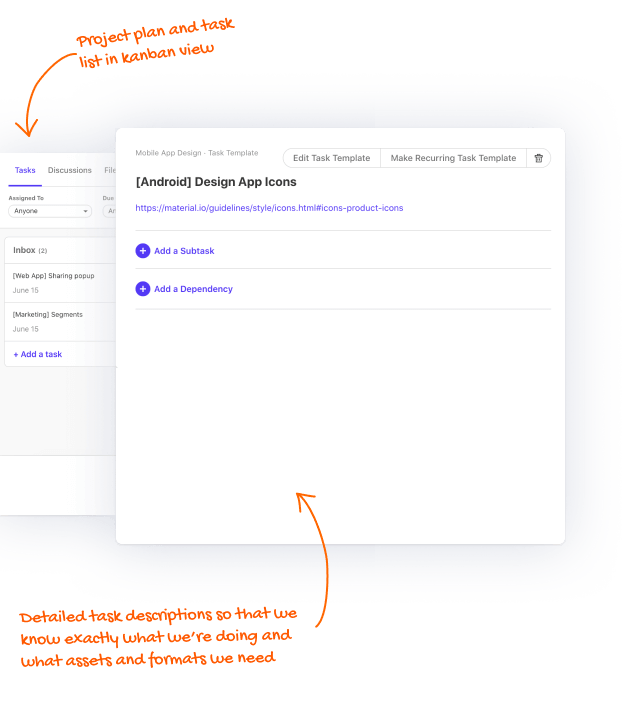 Project plan and task
list in kanban view
Mobile App Design - Task Template
Edit Task Template
Make Recurring Task Template
[Android] Design App Icons
https://material.io/guidelines/style/icons.html#icons-product-icons
Add a Subtask
Add a Dependency
Tasks
Discussions
Assigned To
Due
Anyone
Inbox (2)
[Web App] Sharing popup
June 15
[Marketing] Segments
June 15
+ Add a task
Detailed task descriptions so that we
know exactly what we're doing and
what assets and formats we need